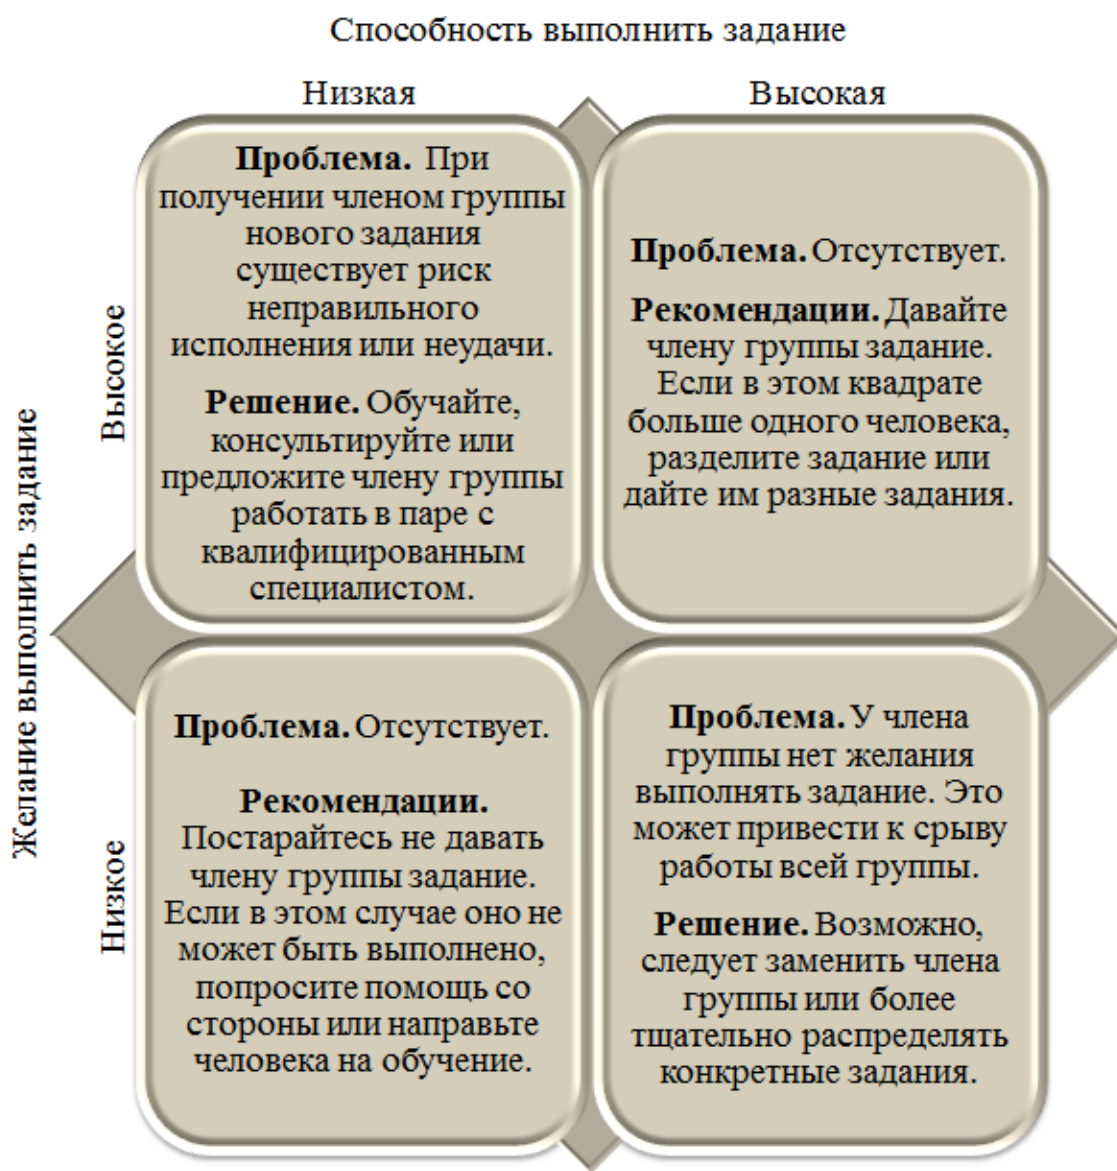 Способность выполнить задание
Низкая
Высокая
Желание выполнить задание
Высокое
Проблема. При
получении членом группы
нового задания
существует риск
неправильного
исполнения или неудачи.
Решение. Обучайте,
консультируйте или
предложите члену группы
работать в паре с
квалифицированным
специалистом.
Проблема. Отсутствует.
Рекомендации. Давайте
члену группы задание.
Если в этом квадрате
больше одного человека,
разделите задание или
дайте им разные задания.
Низкое
Проблема. Отсутствует.
Рекомендации.
Постарайтесь не давать
члену группы задание.
Если в этом случае оно не
может быть выполнено,
попросите помощь со
стороны или направьте
человека на обучение.
Проблема. У члена
группы нет желания
выполнять задание. Это
может привести к срыву
работы всей группы.
Решение. Возможно,
следует заменить члена
группы или более
тщательно распределять
конкретные задания.